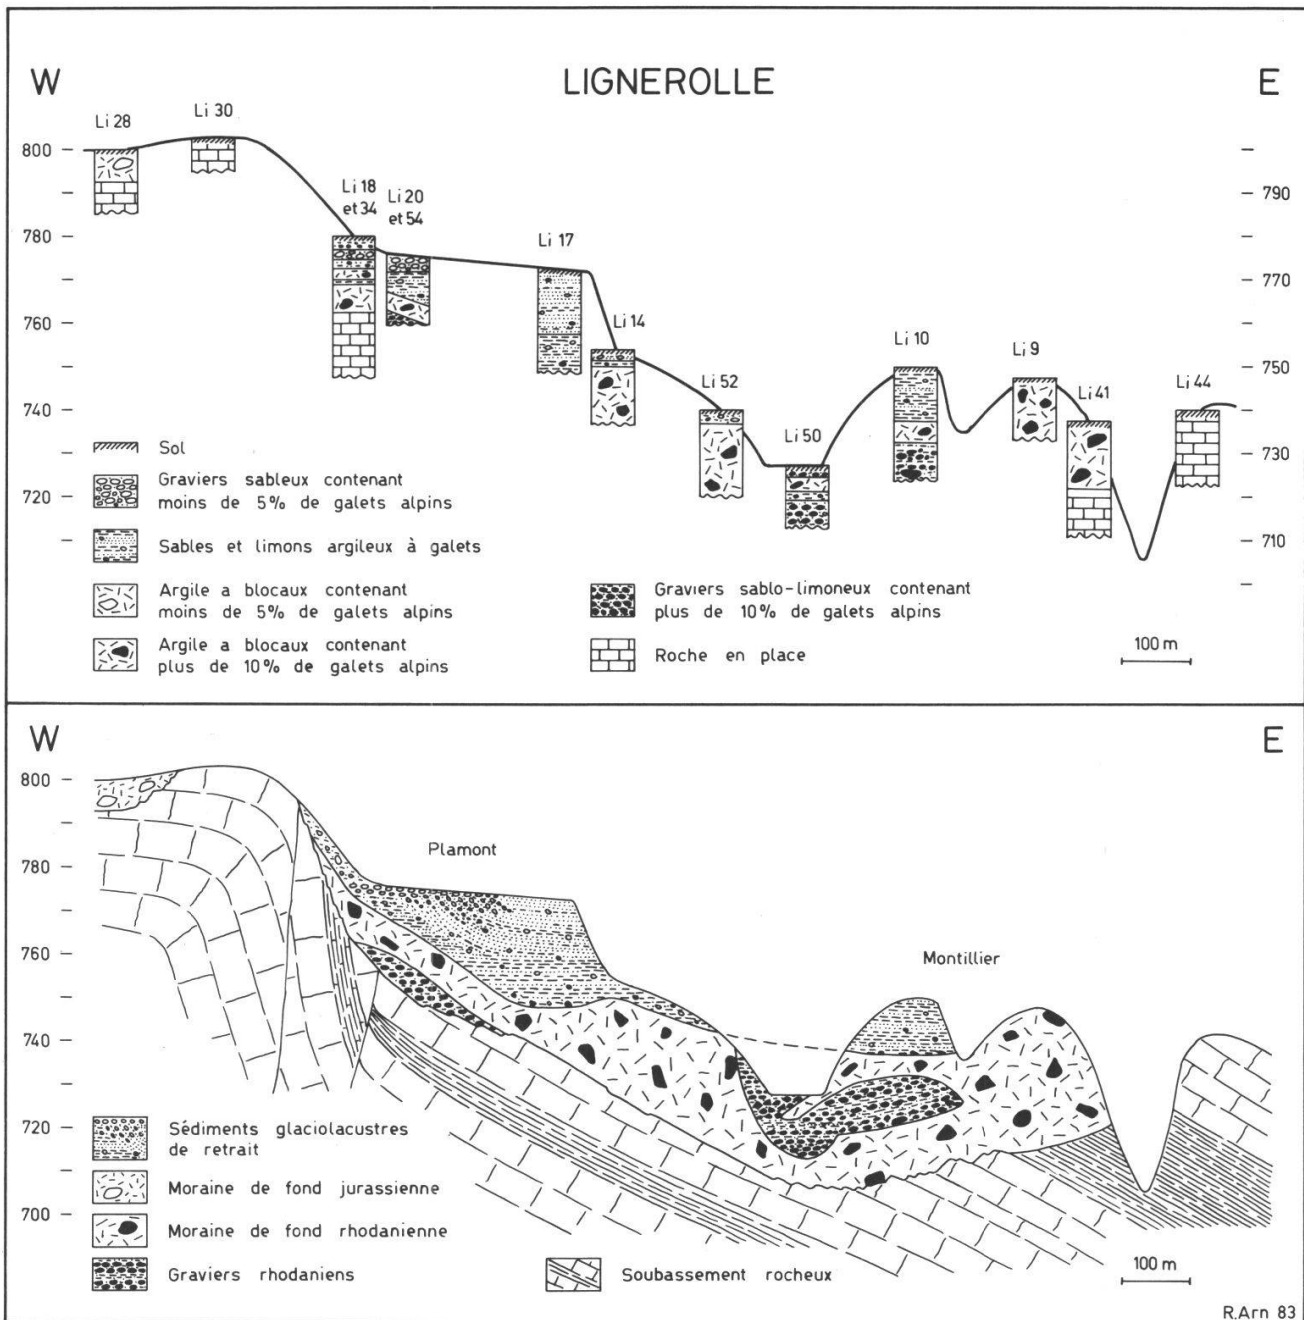 W LIGNEROLLE E
Li 28
Li 30
Li 18
et 34
Li 20
et 54
Li 17
Li 14
Li 52
Li 50
Li 10
Li 9
Li 41
Li 44
800
780
760
740
720
790
770
750
730
710
Sol
Graviers sableux contenant
moins de 5% de galets alpins
Sables et limons argileux à galets
Argile a blocaux contenant
moins de 5% de galets alpins
Argile a blocaux contenant
plus de 10% de galets alpins
Graviers sablo-limoneux contenant
plus de 10% de galets alpins
Roche en place
100 m
W E
800
780
760
740
720
700
Plamont
Montillier
Sédiments glaciolacustres
de retrait
Moraine de fond jurassienne
Moraine de fond rhodanienne
Graviers rhodaniens
Soubassement rocheux
100 m
R.Arn 83